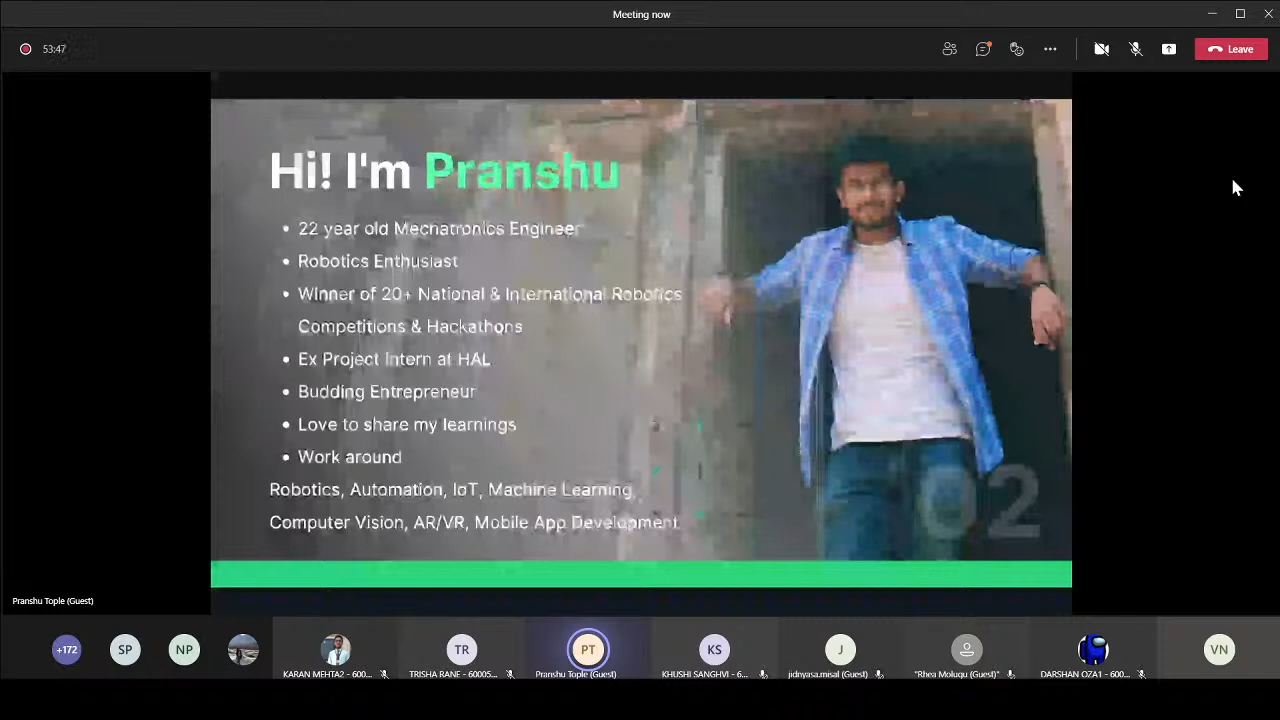 Meeting now
53:47
Leave
Hi! I'm Pranshu
• 22 year old Mechatronics Engineer
• Robotics Enthusiast
• Winner of 20+ National & International Robotics
Competitions & Hackathons
• Ex Project Intern at HAL
• Budding Entrepreneur
• Love to share my learnings
• Work around
Robotics, Automation, IoT, Machine Learning,
Computer Vision, AR/VR, Mobile App Development
02
Pranshu Tople (Guest)
+172
SP
NP
KARAN MEHTA2 - 600...
TR
TRISHA RANE - 60005...
PT
Pranshu Tople (Guest)
KS
KHUSHI SANGHVI - 6...
J
jidnyasa.misal (Guest)
"Rhea Moluqu (Guest)"
DARSHAN OZA1 - 600...
VN